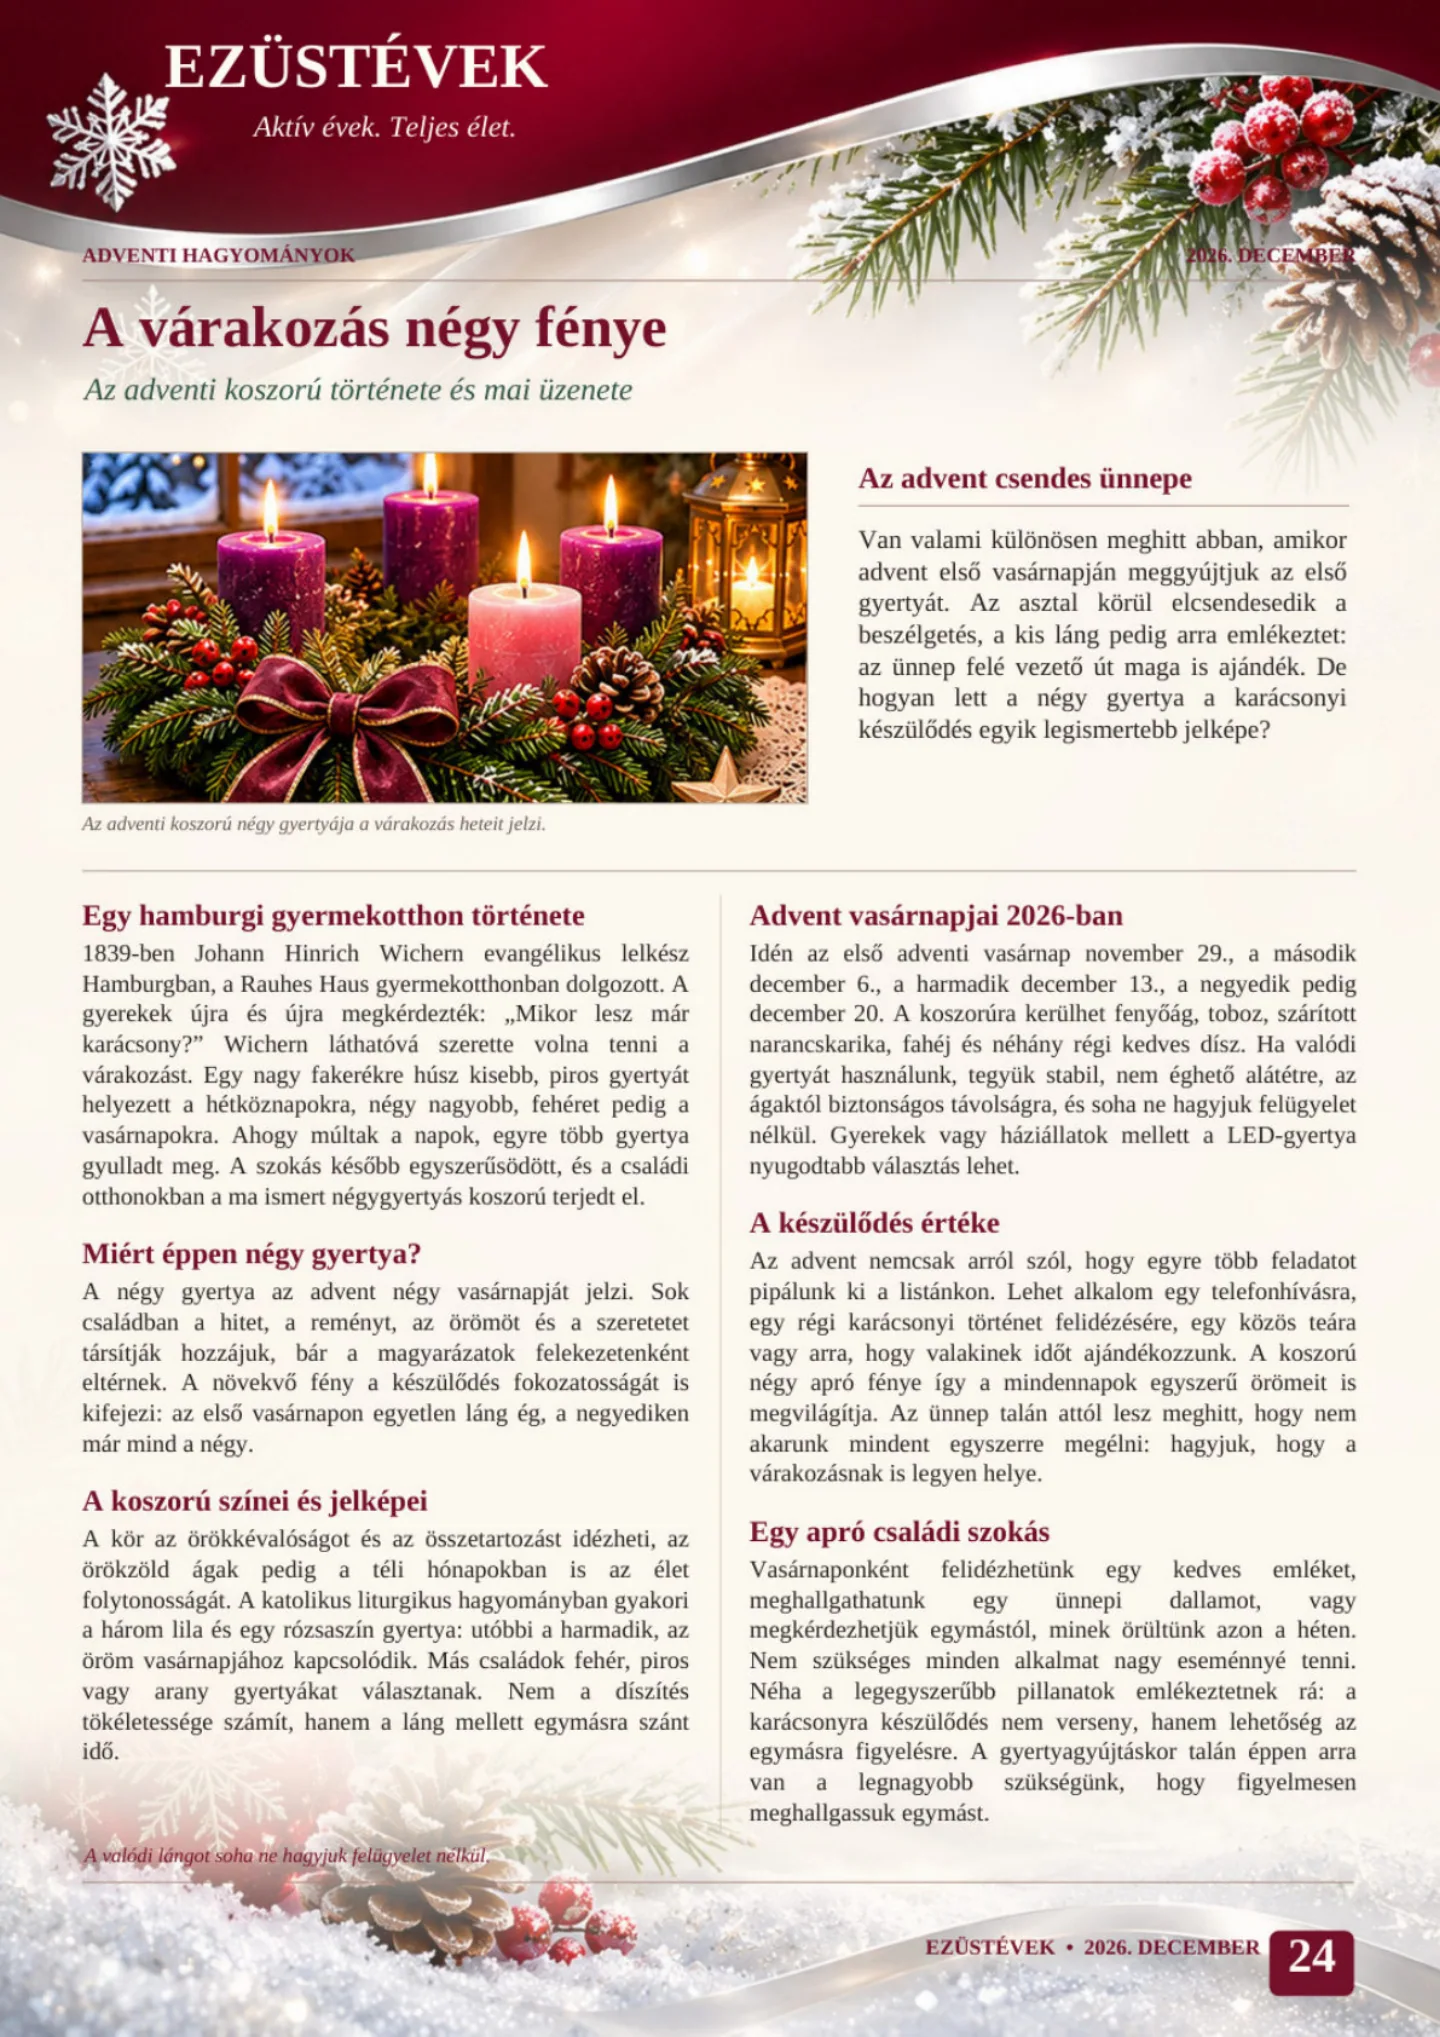 EZÜSTÉVEK
Aktív évek. Teljes élet.
ADVENTI HAGYOMÁNYOK
2026. DECEMBER
A várakozás négy fénye
Az adventi koszorú története és mai üzenete
Az advent csendes ünnepe
Van valami különösen meghitt abban, amikor
advent első vasárnapján meggyújtjuk az első
gyertyát. Az asztal körül elcsendesedik a
beszélgetés, a kis láng pedig arra emlékeztet:
az ünnep felé vezető út maga is ajándék. De
hogyan lett a négy gyertya a karácsonyi
készülődés egyik legismertebb jelképe?
Az adventi koszorú négy gyertyája a várakozás heteit jelzi.
Egy hamburgi gyermekotthon története
1839-ben Johann Hinrich Wichern evangélikus lelkész
Hamburgban, a Rauhes Haus gyermekotthonban dolgozott. A
gyerekek újra és újra megkérdezték: „Mikor lesz már
karácsony?” Wichern láthatóvá szerette volna tenni a
várakozást. Egy nagy fakerékre húsz kisebb, piros gyertyát
helyezett a hétköznapokra, négy nagyobb, fehéret pedig a
vasárnapokra. Ahogy múltak a napok, egyre több gyertya
gyulladt meg. A szokás később egyszerűsödött, és a családi
otthonokban a ma ismert négygyertyás koszorú terjedt el.
Miért éppen négy gyertya?
A négy gyertya az advent négy vasárnapját jelzi. Sok
családban a hitet, a reményt, az örömöt és a szeretetet
társítják hozzájuk, bár a magyarázatok felekezetenként
eltérnek. A növekvő fény a készülődés fokozatosságát is
kifejezi: az első vasárnapon egyetlen láng ég, a negyediken
már mind a négy.
A koszorú színei és jelképei
A kör az örökkévalóságot és az összetartozást idézheti, az
örökzöld ágak pedig a téli hónapokban is az élet
folytonosságát. A katolikus liturgikus hagyományban gyakori
a három lila és egy rózsaszín gyertya: utóbbi a harmadik, az
öröm vasárnapjához kapcsolódik. Más családok fehér, piros
vagy arany gyertyákat választanak. Nem a díszítés
tökéletessége számít, hanem a láng mellett egymásra szánt
idő.
Advent vasárnapjai 2026-ban
Idén az első adventi vasárnap november 29., a második
december 6., a harmadik december 13., a negyedik pedig
december 20. A koszorúra kerülhet fenyőág, toboz, szárított
narancskarika, fahéj és néhány régi kedves dísz. Ha valódi
gyertyát használunk, tegyük stabil, nem éghető alátétre, az
ágaktól biztonságos távolságra, és soha ne hagyjuk felügyelet
nélkül. Gyerekek vagy háziállatok mellett a LED-gyertya
nyugodtabb választás lehet.
A készülődés értéke
Az advent nemcsak arról szól, hogy egyre több feladatot
pipálunk ki a listánkon. Lehet alkalom egy telefonhívásra,
egy régi karácsonyi történet felidézésére, egy közös teára
vagy arra, hogy valakinek időt ajándékozzunk. A koszorú
négy apró fénye így a mindennapok egyszerű örömeit is
megvilágítja. Az ünnep talán attól lesz meghitt, hogy nem
akarunk mindent egyszerre megélni: hagyjuk, hogy a
várakozásnak is legyen helye.
Egy apró családi szokás
Vasárnaponként felidézhetünk egy kedves emléket,
meghallgathatunk egy ünnepi dallamot, vagy
megkérdezhetjük egymástól, minek örültünk azon a héten.
Nem szükséges minden alkalmat nagy eseménnyé tenni.
Néha a legegyszerűbb pillanatok emlékeztetnek rá: a
karácsonyra készülődés nem verseny, hanem lehetőség az
egymásra figyelésre. A gyertyagyújtáskor talán éppen arra
van a legnagyobb szükségünk, hogy figyelmesen
meghallgassuk egymást.
A valódi lángot soha ne hagyjuk felügyelet nélkül.
EZÜSTÉVEK • 2026. DECEMBER 24